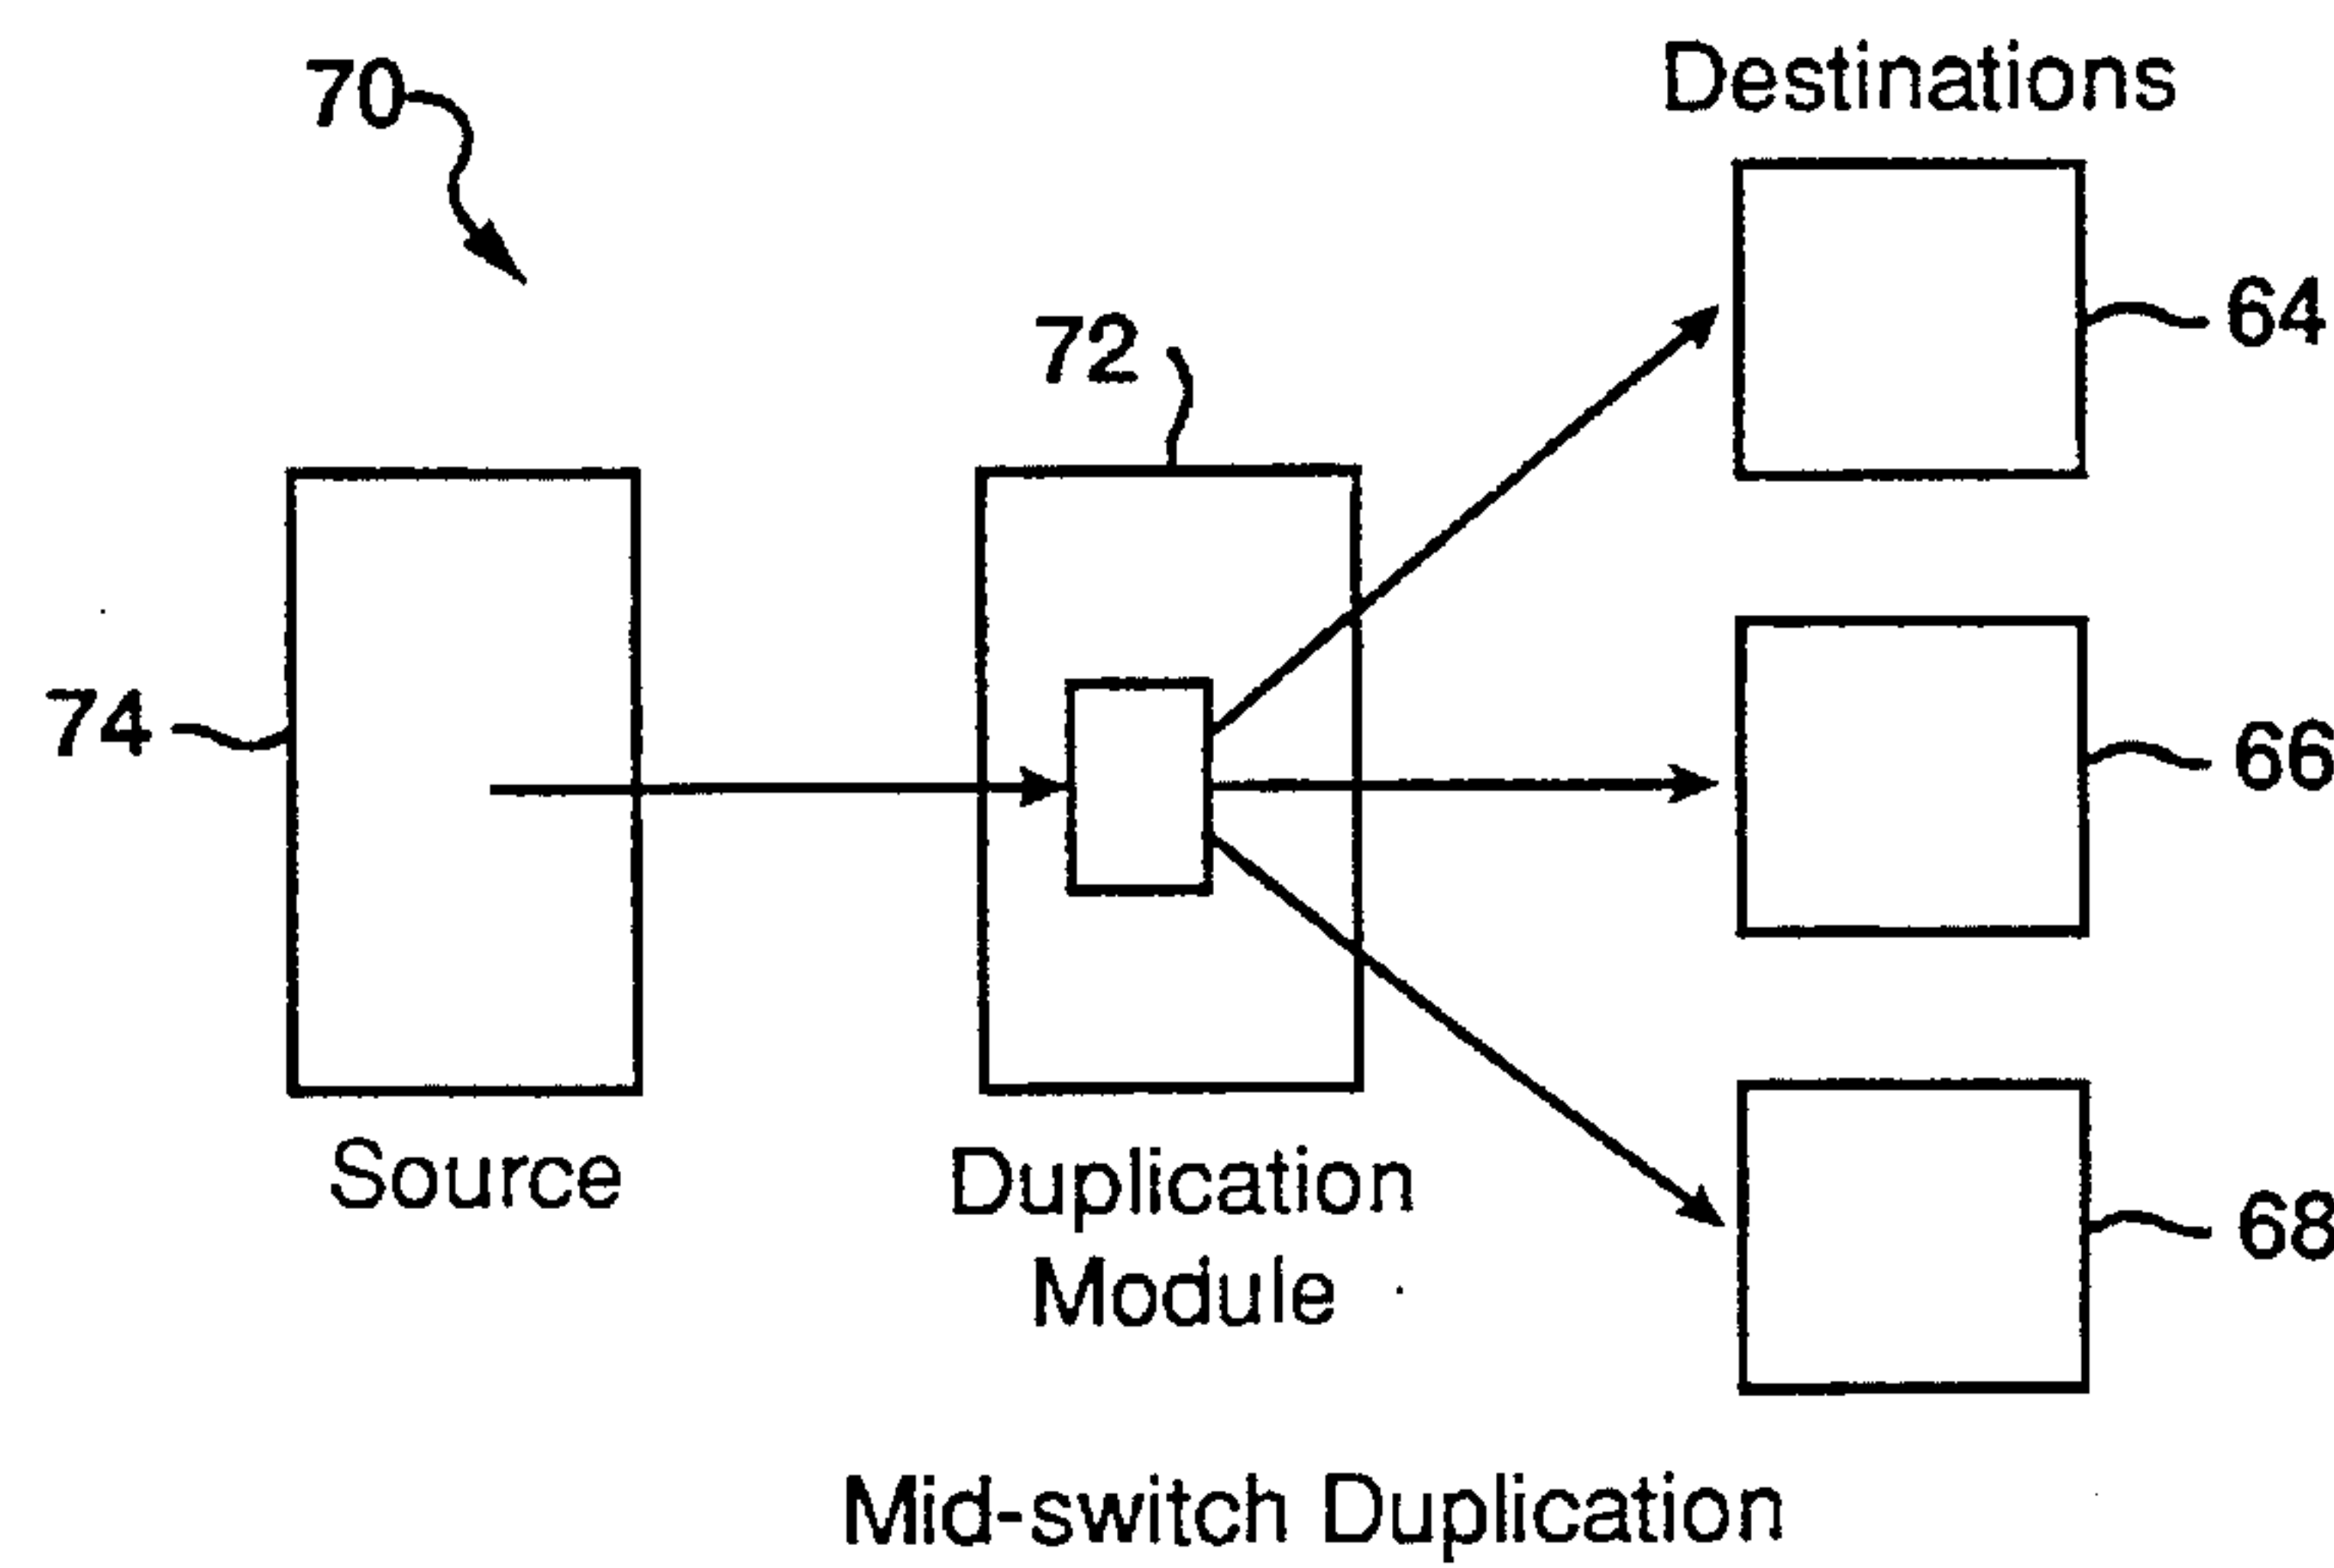 70
Destinations
64
72
74
66
Source
Duplication
Module
68
Mid-switch Duplication